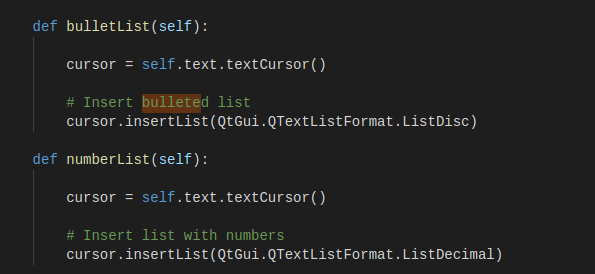 def bulletList(self):
cursor = self.text.textCursor()
# Insert bulleted list
cursor.insertList(QtGui.QTextListFormat.ListDisc)
def numberList(self):
cursor = self.text.textCursor()
# Insert list with numbers
cursor.insertList(QtGui.QTextListFormat.ListDecimal)